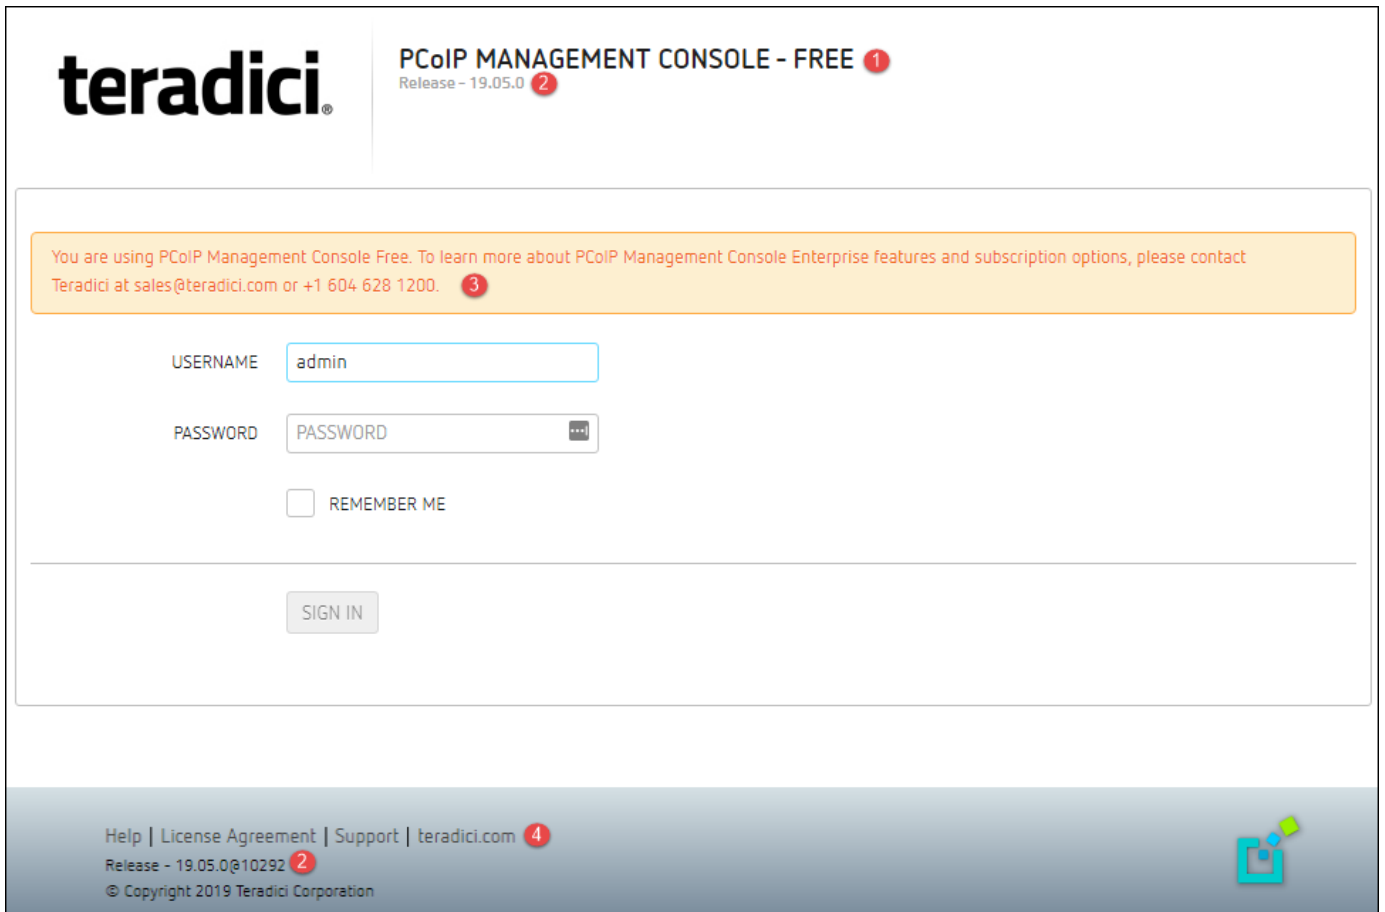 teradici®
PCoIP MANAGEMENT CONSOLE - FREE 1
Release - 19.05.0 2
You are using PCoIP Management Console Free. To learn more about PCoIP Management Console Enterprise features and subscription options, please contact
Teradici at sales@teradici.com or +1 604 628 1200. 3
USERNAME admin
PASSWORD PASSWORD
REMEMBER ME
SIGN IN
Help | License Agreement | Support | teradici.com 4
Release - 19.05.0@10292 2
© Copyright 2019 Teradici Corporation